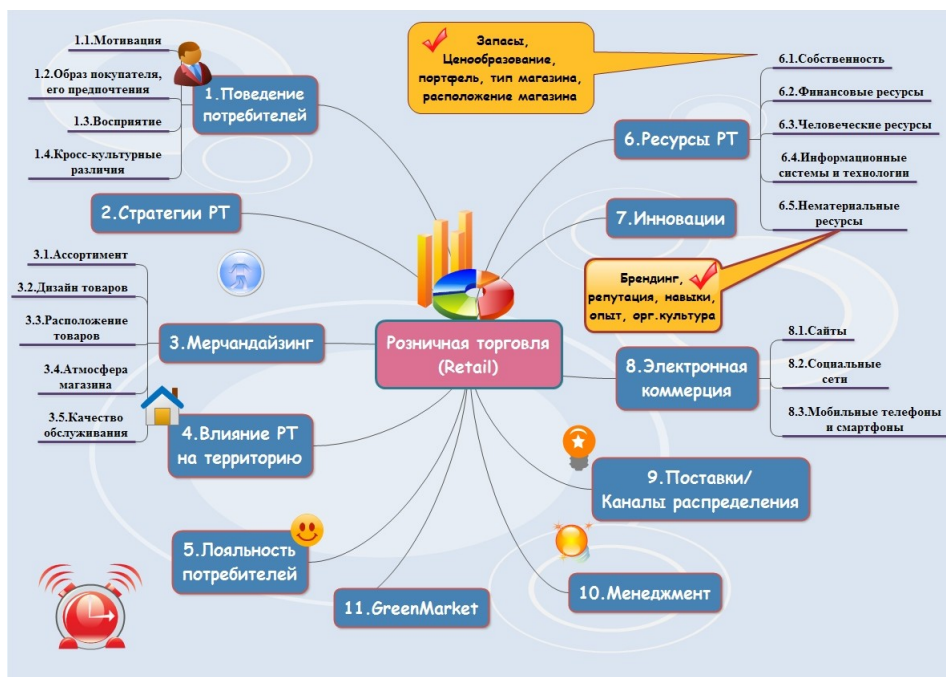 Розничная торговля
(Retail)
1.Поведение
потребителей
1.1.Мотивация
1.2.Образ покупателя,
его предпочтения
1.3.Восприятие
1.4.Кросс-культурные
различия
2.Стратегии РТ
3.Мерчандайзинг
3.1.Ассортимент
3.2.Дизайн товаров
3.3.Расположение
товаров
3.4.Атмосфера
магазина
3.5.Качество
обслуживания
4.Влияние РТ
на территорию
5.Лояльность
потребителей
6.Ресурсы РТ
6.1.Собственность
Запасы,
Ценообразование,
портфель, тип магазина,
расположение магазина
6.2.Финансовые ресурсы
6.3.Человеческие ресурсы
6.4.Информационные
системы и технологии
6.5.Нематериальные
ресурсы
Брендинг,
репутация, навыки,
опыт, орг.культура
7.Инновации
8.Электронная
коммерция
8.1.Сайты
8.2.Социальные
сети
8.3.Мобильные телефоны
и смартфоны
9.Поставки/
Каналы распределения
10.Менеджмент
11.GreenMarket